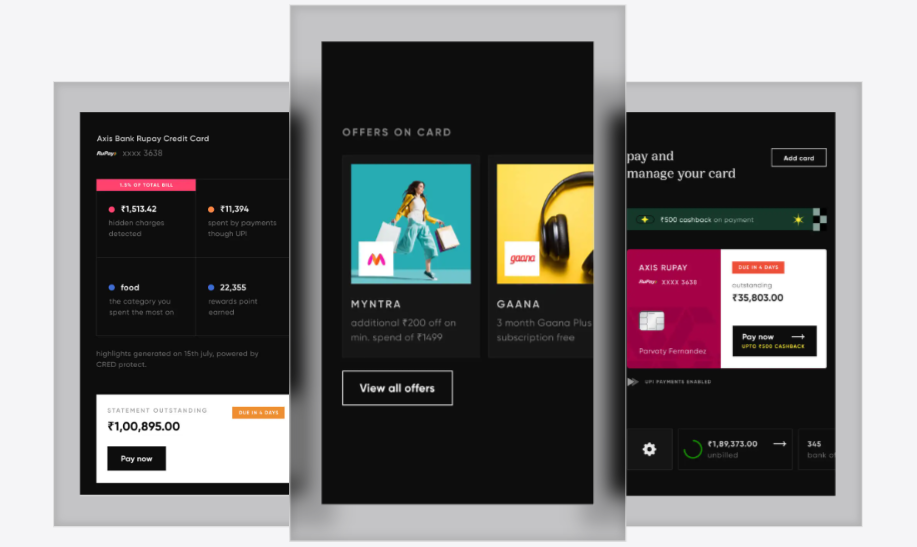 Axis Bank Rupay Credit Card
RuPay XXXX 3638
1.5% OF TOTAL BILL
₹1,513.42
hidden charges
detected
₹11,394
spent by payments
though UPI
food
the category you
spent the most on
22,355
rewards point
earned
highlights generated on 15th july, powered by
CRED protect.
STATEMENT OUTSTANDING
DUE IN 4 DAYS
₹1,00,895.00
Pay now
OFFERS ON CARD
MYNTRA
additional ₹200 off on
min. spend of ₹1499
gaana
GAANA
3 month Gaana Plus
subscription free
View all offers
pay and
manage your card
Add card
₹500 cashback on payment
AXIS RUPAY
RuPay XXXX 3638
Parvaty Fernandez
DUE IN 4 DAYS
outstanding
₹35,803.00
Pay now
UPTO ₹500 CASHBACK
UPI PAYMENTS ENABLED
₹1,89,373.00
unbilled
345
bank of